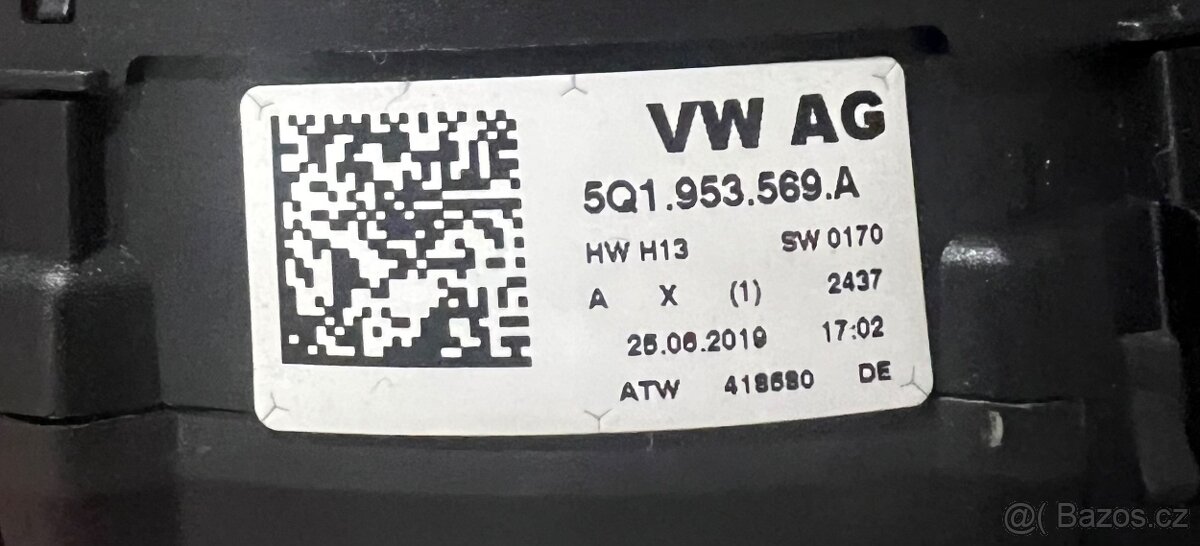 VW AG
5Q1.953.569.A
HW H13 SW 0170
A X (1) 2437
25.06.2019 17:02
ATW 418680 DE
@( Bazos.cz